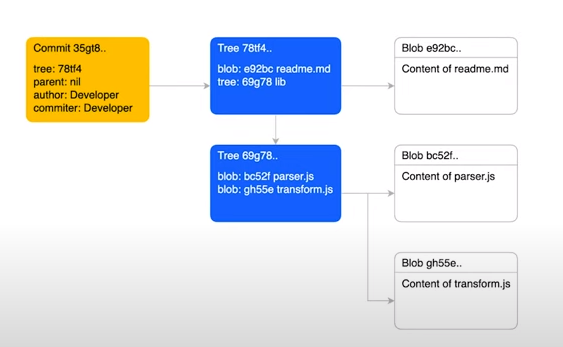 Commit 35gt8..
tree: 78tf4
parent: nil
author: Developer
commiter: Developer
Tree 78tf4..
blob: e92bc readme.md
tree: 69g78 lib
Blob e92bc..
Content of readme.md
Tree 69g78..
blob: bc52f parser.js
blob: gh55e transform.js
Blob bc52f..
Content of parser.js
Blob gh55e..
Content of transform.js